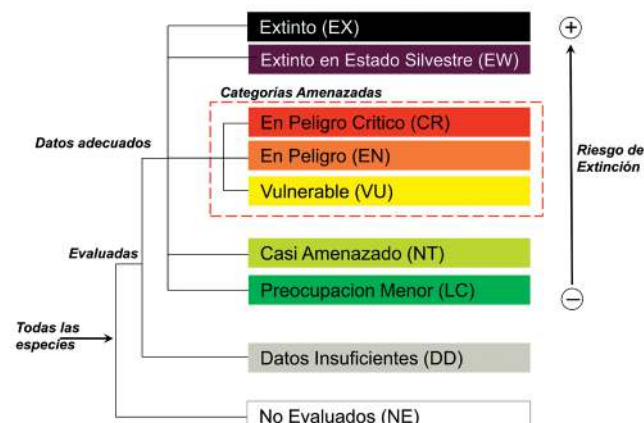 Extinto (EX)
Extinto en Estado Silvestre (EW)
Categorías Amenazadas
En Peligro Critico (CR)
Datos adecuados
En Peligro (EN)
Riesgo de
Extinción
Vulnerable (VU)
Evaluadas
Casi Amenazado (NT)
Preocupacion Menor (LC)
Todas las
especíes
Datos Insuficientes (DD)
No Evaluados (NE)